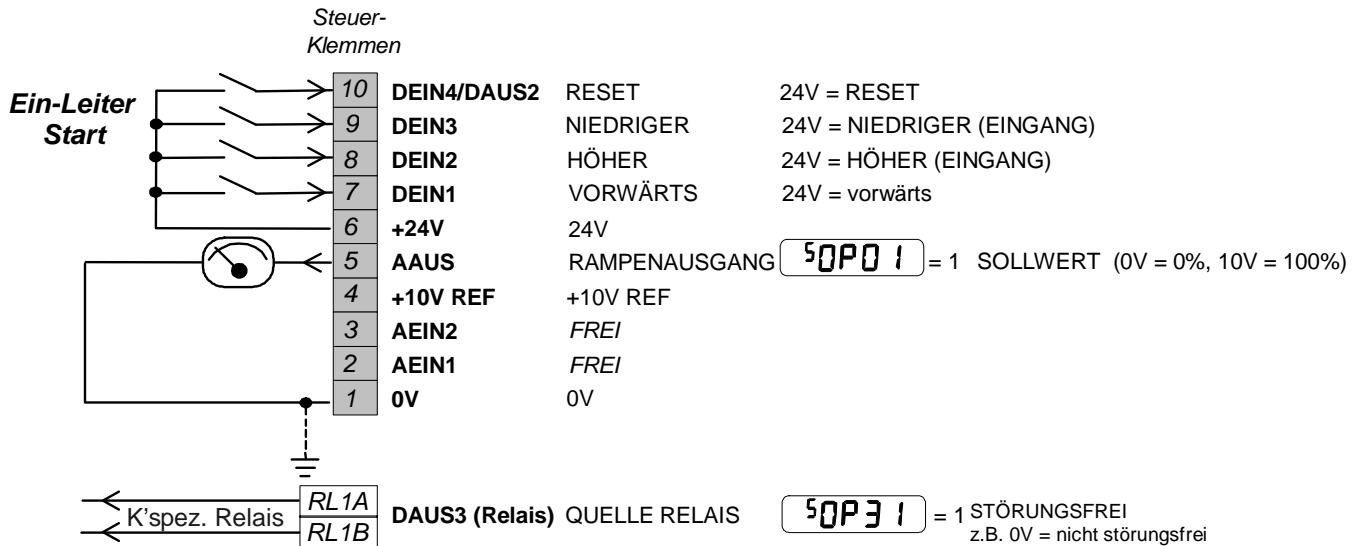 Steuer-
Klemmen
Ein-Leiter
Start
10 DEIN4/DAUS2 RESET 24V = RESET
9 DEIN3 NIEDRIGER 24V = NIEDRIGER (EINGANG)
8 DEIN2 HÖHER 24V = HÖHER (EINGANG)
7 DEIN1 VORWÄRTS 24V = vorwärts
6 +24V 24V
5 AAUS RAMPENAUSGANG SOP01 = 1 SOLLWERT (0V = 0%, 10V = 100%)
4 +10V REF +10V REF
3 AEIN2 FREI
2 AEIN1 FREI
1 0V 0V
K'spez. Relais
RL1A
RL1B
DAUS3 (Relais) QUELLE RELAIS SOP31 = 1 STÖRUNGSFREI
z.B. 0V = nicht störungsfrei